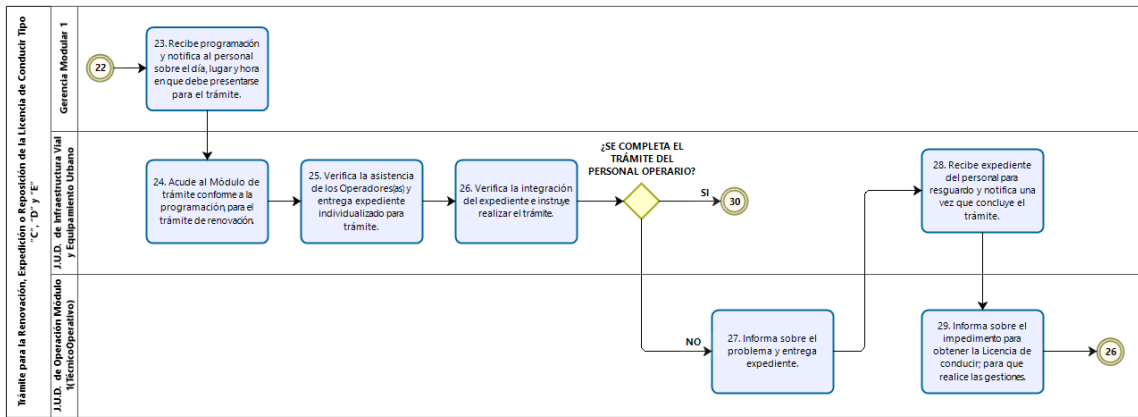 Trámite para la Renovación, Expedición o Reposición de la Licencia de Conducir Tipo
"C", "D" y "E"
Gerencia Modular 1
22
23. Recibe programación
y notifica al personal
sobre el día, lugar y hora
en que debe presentarse
para el trámite.
J.U.D. de Infraestructura Vial
y Equipamiento Urbano
24. Acude al Módulo de
trámite conforme a la
programación, para el
trámite de renovación.
25. Verifica la asistencia
de los Operadores(as) y
entrega expediente
individualizado para
trámite.
26. Verifica la integración
del expediente e instruye
realizar el trámite.
¿SE COMPLETA EL
TRÁMITE DEL
PERSONAL OPERARIO?
SI
30
28. Recibe expediente
del personal para
resguardo y notifica una
vez que concluye el
trámite.
J.U.D. de Operación Módulo
1(TécnicoOperativo)
NO
27. Informa sobre el
problema y entrega
expediente.
29. Informa sobre el
impedimento para
obtener la Licencia de
conducir; para que
realice las gestiones.
26